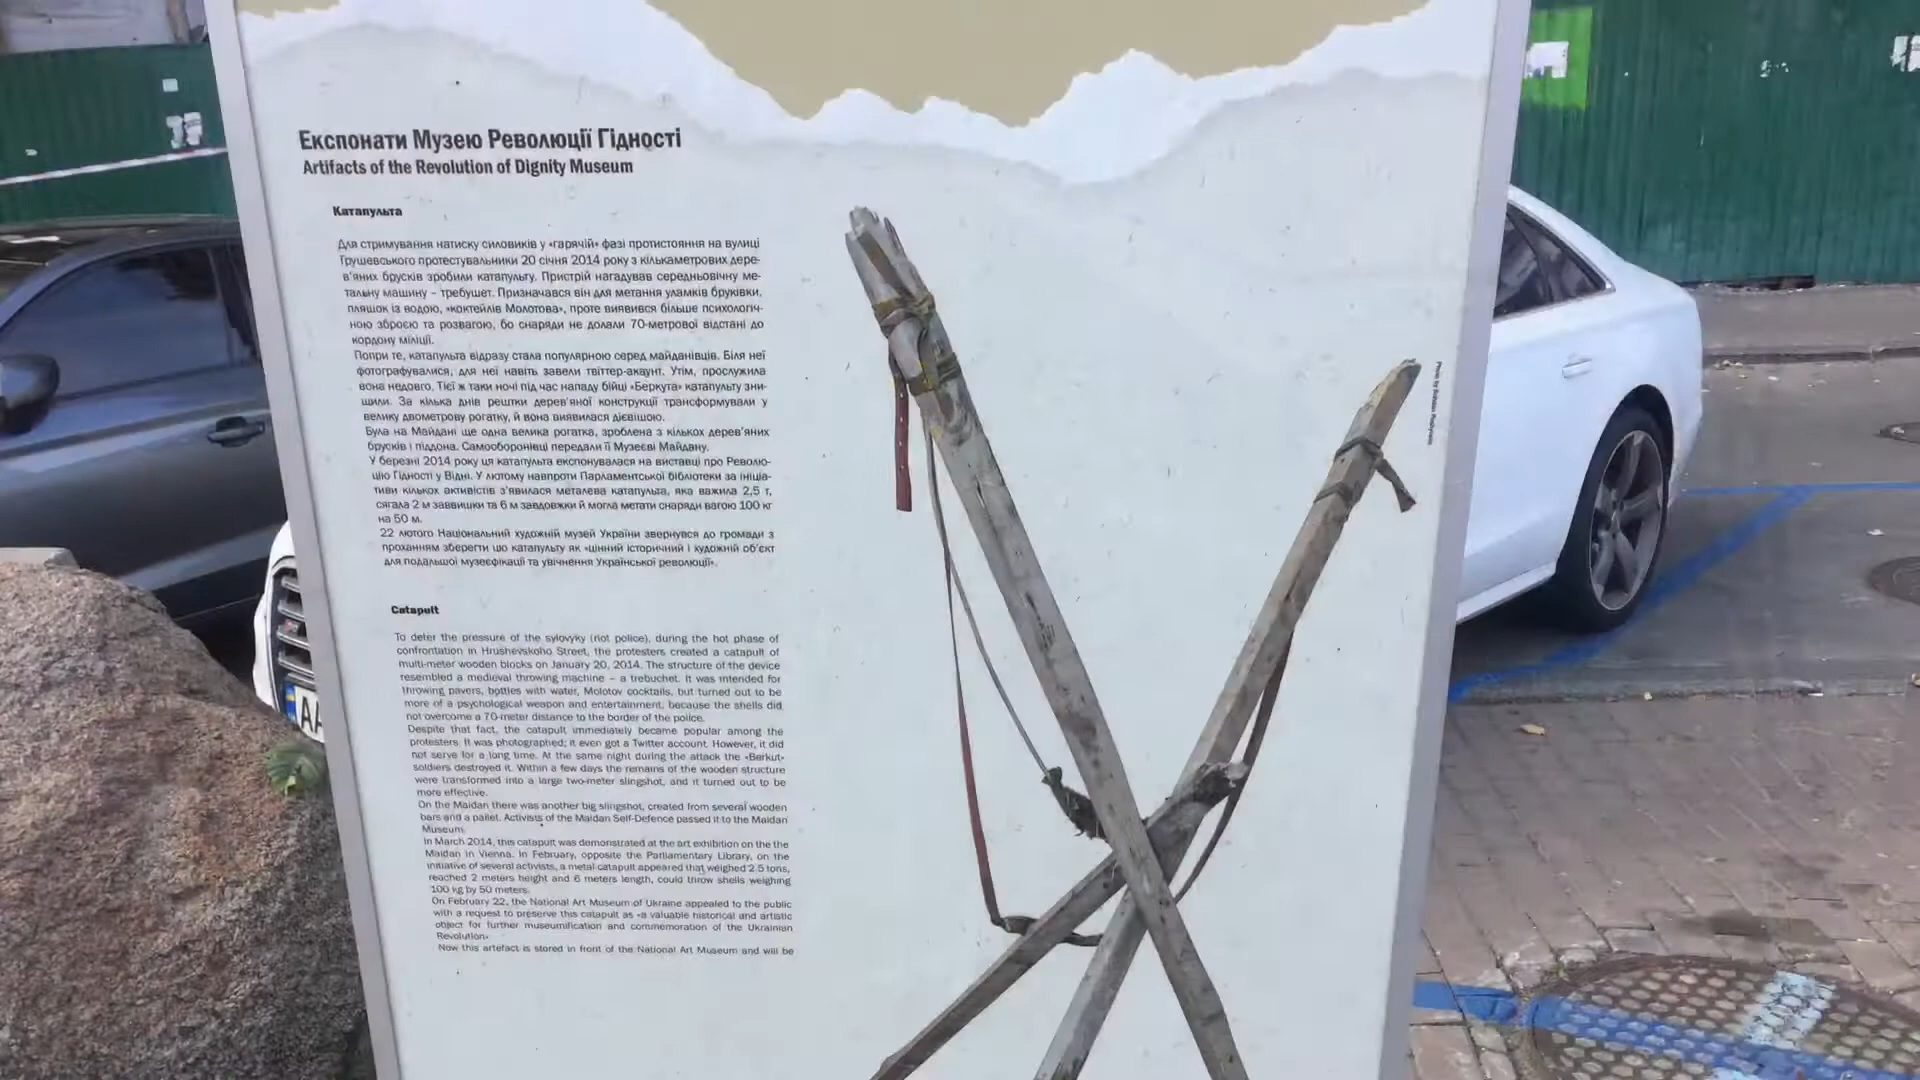 Експонати Музею Революції Гідності
Artifacts of the Revolution of Dignity Museum
Катапульта
Для стримування натиску силовиків у «гарячій» фазі протистояння на вулиці
Грушевського протестувальники 20 січня 2014 року з кількаметрових дере-
в'яних брусків зробили катапульту. Пристрій нагадував середньовічну ме-
тальну машину – требушет. Призначався він для метання уламків бруківки,
пляшок із водою, «коктейлів Молотова», проте виявився більше психологіч-
ною зброєю та розвагою, бо снаряди не долали 70-метрової відстані до
кордону міліції.
Попри те, катапульта відразу стала популярною серед майданівців. Біля неї
фотографувалися, для неї навіть завели твіттер-акаунт. Утім, прослужила
вона недовго. Тієї ж таки ночі під час нападу бійці «Беркута» катапульту зни-
щили. За кілька днів рештки дерев'яної конструкції трансформували у
велику двометрову рогатку, й вона виявилася дієвішою.
Була на Майдані ще одна велика рогатка, зроблена з кількох дерев'яних
брусків і піддона. Самооборонівці передали її Музеєві Майдану.
У березні 2014 року ця катапульта експонувалася на виставці про Револю-
цію Гідності у Відні. У лютому навпроти Парламентської бібліотеки за ініціа-
тиви кількох активістів з'явилася металева катапульта, яка важила 2,5 т,
сягала 2 м заввишки та 6 м завдовжки й могла метати снаряди вагою 100 кг
на 50 м.
22 лютого Національний художній музей України звернувся до громади з
проханням зберегти цю катапульту як «цінний історичний і художній об'єкт
для подальшої музеєфікації та увічнення Української революції».
Catapult
To deter the pressure of the sylovyky (riot police), during the hot phase of
confrontation in Hrushevskoho Street, the protesters created a catapult of
multi-meter wooden blocks on January 20, 2014. The structure of the device
resembled a medieval throwing machine – a trebuchet. It was intended for
throwing pavers, bottles with water, Molotov cocktails, but turned out to be
more of a psychological weapon and entertainment, because the shells did
not overcome a 70-meter distance to the border of the police.
Despite that fact, the catapult immediately became popular among the
protesters. It was photographed; it even got a Twitter account. However, it did
not serve for a long time. At the same night during the attack the «Berkut»
soldiers destroyed it. Within a few days the remains of the wooden structure
were transformed into a large two-meter slingshot, and it turned out to be
more effective.
On the Maidan there was another big slingshot, created from several wooden
bars and a pallet. Activists of the Maidan Self-Defence passed it to the Maidan
Museum.
In March 2014, this catapult was demonstrated at the art exhibition on the the
Maidan in Vienna. In February, opposite the Parliamentary Library, on the
initiative of several activists, a metal catapult appeared that weighed 2.5 tons,
reached 2 meters height and 6 meters length, could throw shells weighing
100 kg by 50 meters.
On February 22, the National Art Museum of Ukraine appealed to the public
with a request to preserve this catapult as «a valuable historical and artistic
object for further museumification and commemoration of the Ukrainian
Revolution»
Now this artefact is stored in front of the National Art Museum and will be
Photo by